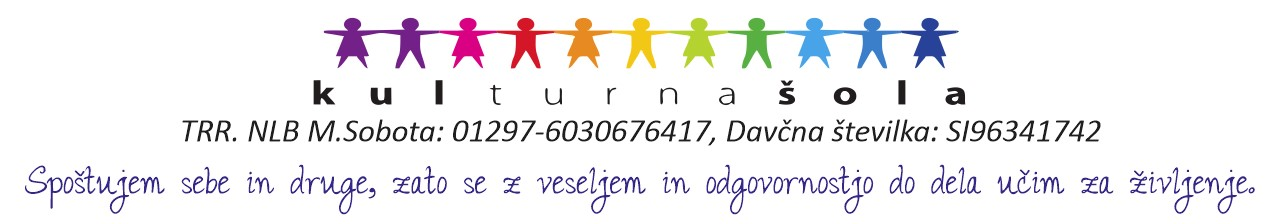 kulturnašola
TRR. NLB M.Sobota: 01297-6030676417, Davčna številka: SI96341742
Spoštujem sebe in druge, zato se z veseljem in odgovornostjo do dela učim za življenje.